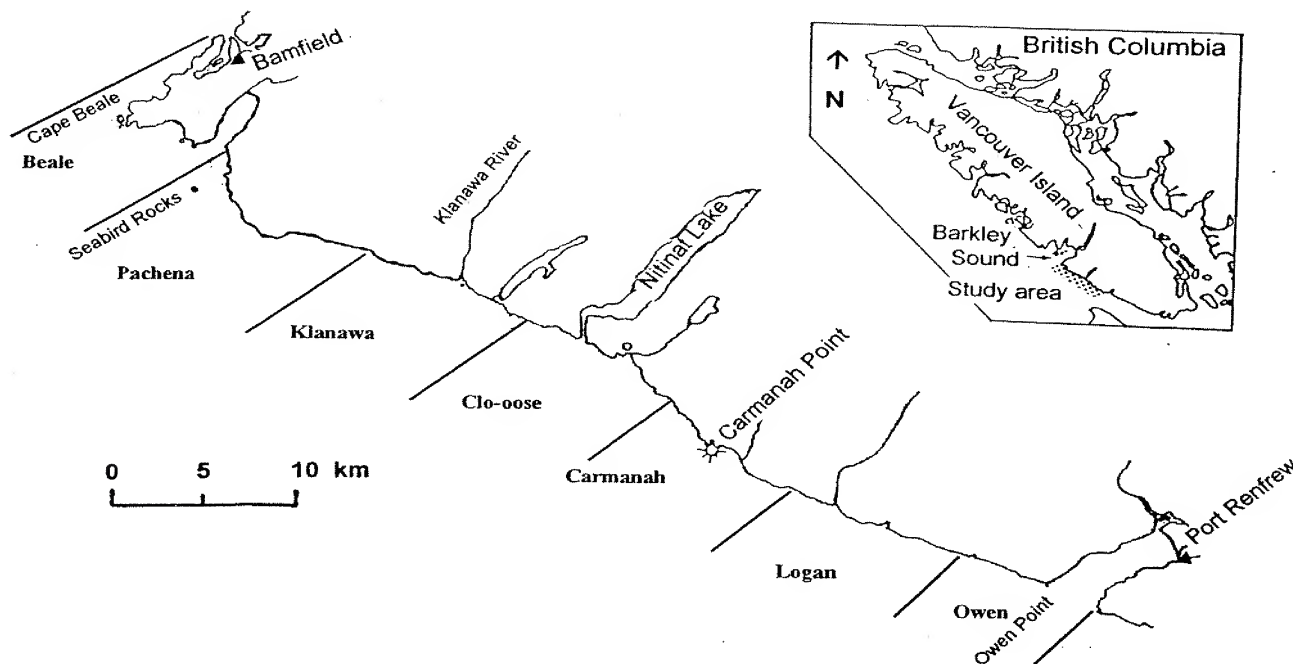 Bamfield
Cape Beale
Beale
Seabird Rocks
Pachena
Klanawa River
Klanawa
Nitinat Lake
Clo-oose
Carmanah Point
Carmanah
Logan
Owen
Owen Point
Port Renfrew
0 5 10 km
British Columbia
N
Vancouver Island
Barkley
Sound
Study area